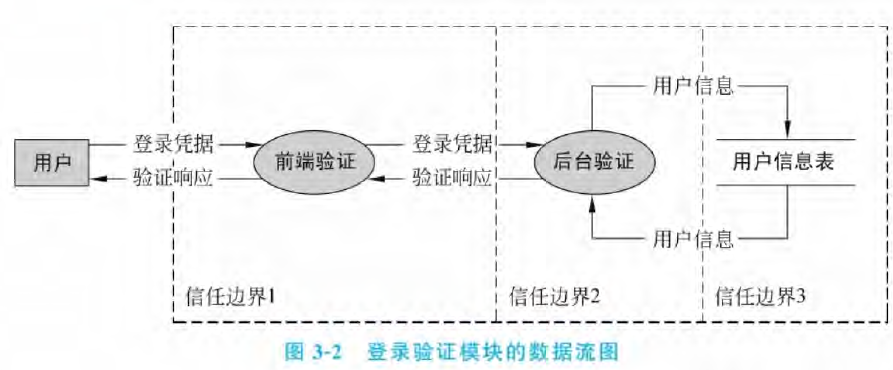 用户信息
登录凭据 登录凭据
用户 前端验证 后台验证 用户信息表
验证响应 验证响应
用户信息
信任边界1 信任边界2 信任边界3
图 3-2 登录验证模块的数据流图